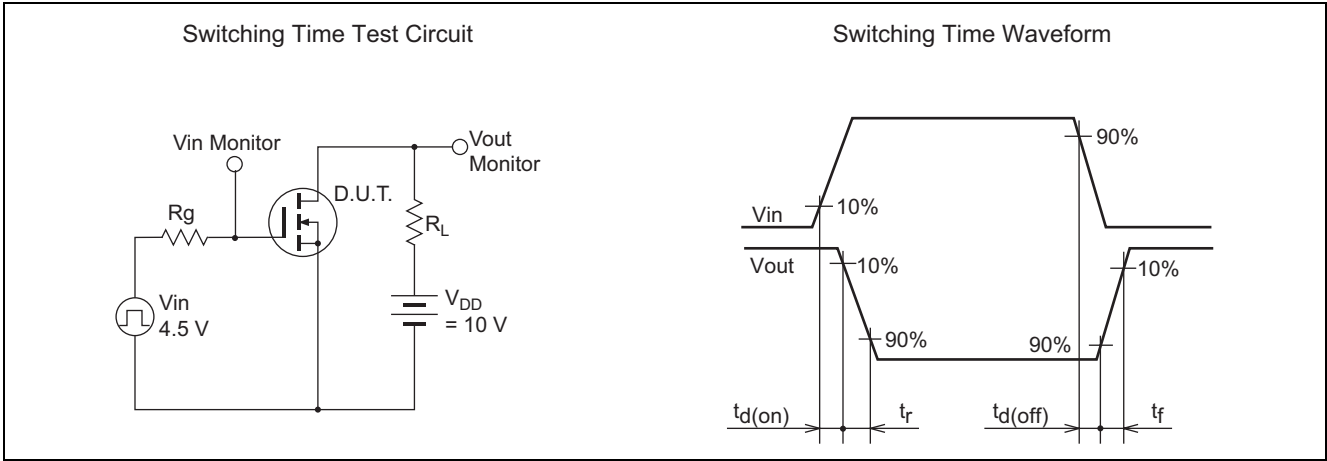 Switching Time Test Circuit
Vin Monitor
Vout
Monitor
D.U.T.
Rg
RL
Vin
4.5 V
VDD
= 10 V
Switching Time Waveform
90%
Vin
10%
Vout
10%
10%
90%
90%
td(on)
tr
td(off)
tf